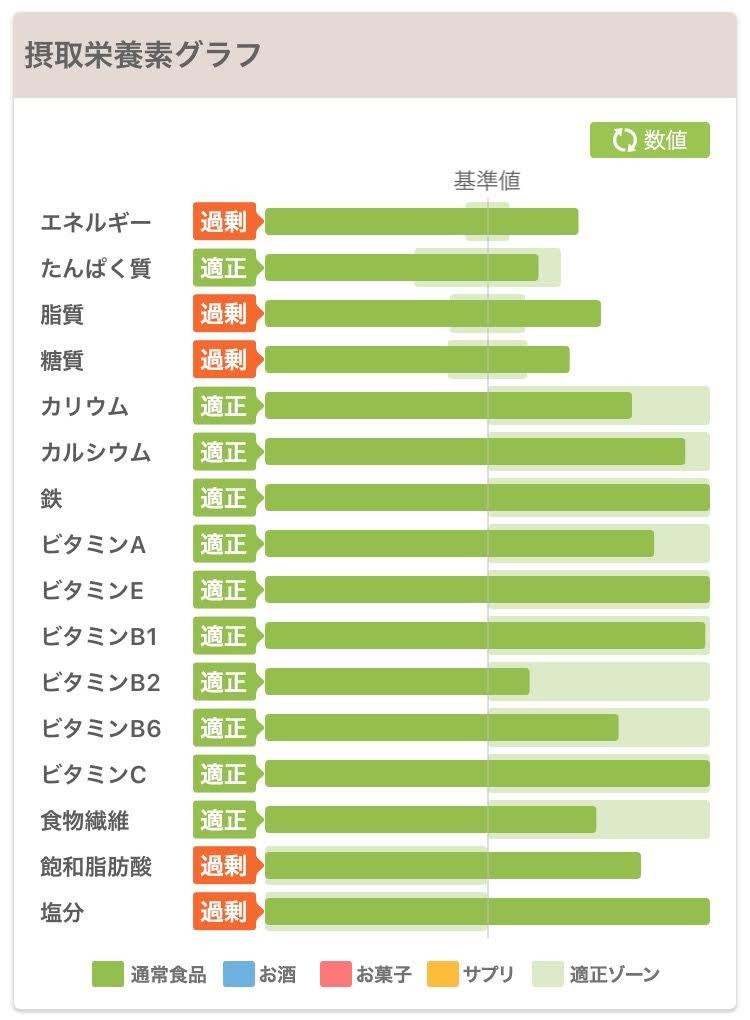 摂取栄養素グラフ
数値
基準値
エネルギー 過剰
たんぱく質 適正
脂質 過剰
糖質 過剰
カリウム 適正
カルシウム 適正
鉄 適正
ビタミンA 適正
ビタミンE 適正
ビタミンB1 適正
ビタミンB2 適正
ビタミンB6 適正
ビタミンC 適正
食物繊維 適正
飽和脂肪酸 過剰
塩分 過剰
通常食品 お酒 お菓子 サプリ 適正ゾーン